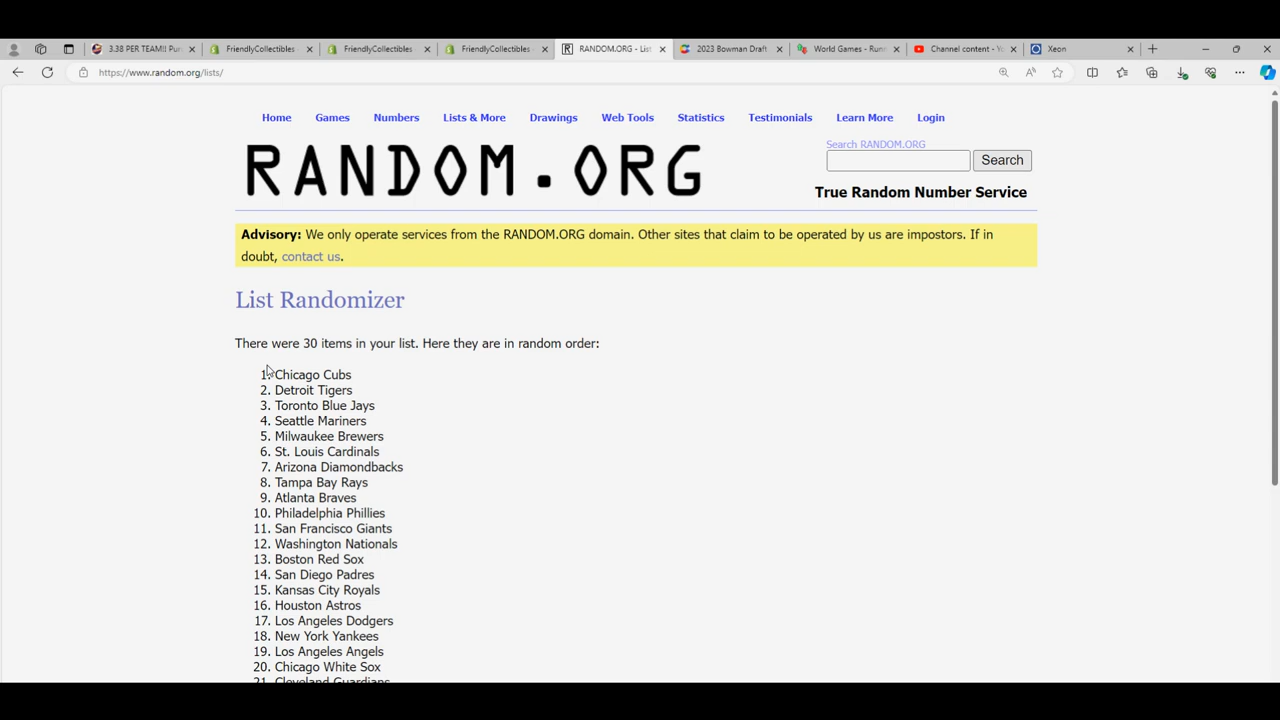 3.38 PER TEAM!! Pur
FriendlyCollectibles
FriendlyCollectibles
FriendlyCollectibles
RANDOM.ORG - List
2023 Bowman Draft
World Games - Runn
Channel content - Yo
Xeon
https://www.random.org/lists/
Home Games Numbers Lists & More Drawings Web Tools Statistics Testimonials Learn More Login
RANDOM.ORG
Search RANDOM.ORG
Search
True Random Number Service
Advisory: We only operate services from the RANDOM.ORG domain. Other sites that claim to be operated by us are impostors. If in
doubt, contact us.
List Randomizer
There were 30 items in your list. Here they are in random order:
1. Chicago Cubs
2. Detroit Tigers
3. Toronto Blue Jays
4. Seattle Mariners
5. Milwaukee Brewers
6. St. Louis Cardinals
7. Arizona Diamondbacks
8. Tampa Bay Rays
9. Atlanta Braves
10. Philadelphia Phillies
11. San Francisco Giants
12. Washington Nationals
13. Boston Red Sox
14. San Diego Padres
15. Kansas City Royals
16. Houston Astros
17. Los Angeles Dodgers
18. New York Yankees
19. Los Angeles Angels
20. Chicago White Sox
21. Cleveland Guardians